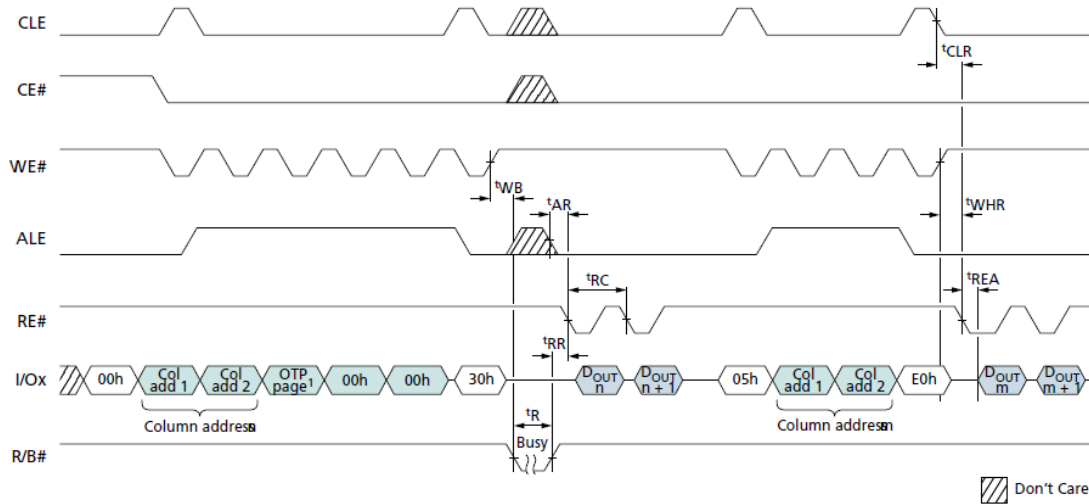 CLE
tCLR
CE#
WE#
tWB
tAR
tWHR
ALE
tRC
tREA
RE#
tRR
I/Ox
00h Col add 1 Col add 2 OTP page1 00h 00h 30h DOUT n DOUT n + 1 05h Col add 1 Col add 2 E0h DOUT m DOUT m + 1
Column address n
tR
Column address m
Busy
R/B#
Don't Care